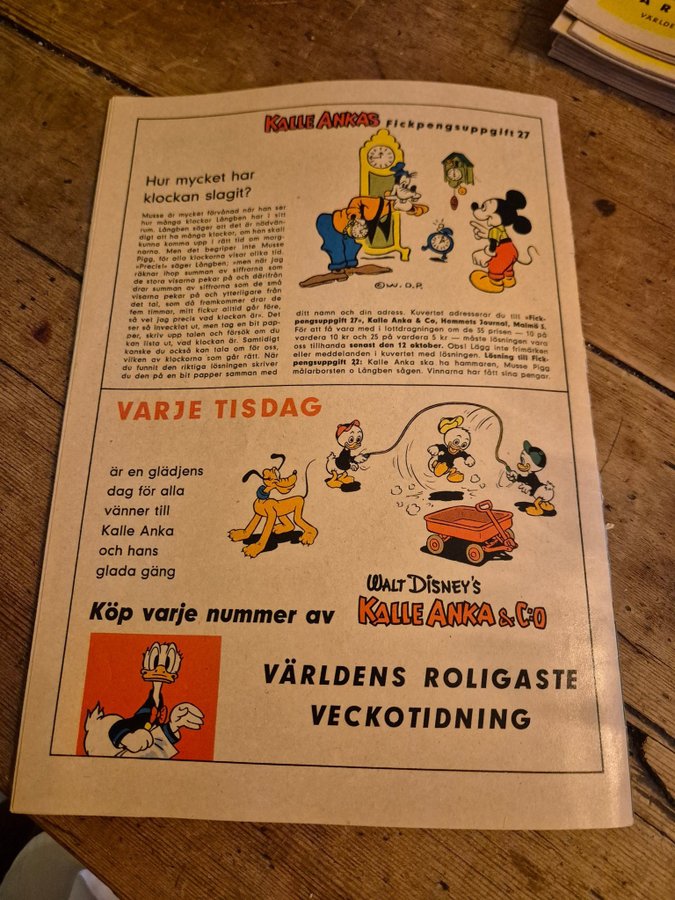 KALLE ANKAS Fickpengsuppgift 27
Hur mycket har
klockan slagit?
Musse är mycket förvånad när han ser
hur många klockor Långben har i sitt
rum. Långben säger att det är nödvän-
digt att ha många klockor, om han skall
kunna komma upp i rätt tid om morg-
narna. Men det begriper inte Musse
Pigg, för alla klockorna visar olika tid.
»Precis!» säger Långben, »men när jag
räknar ihop summan av siffrorna som
de stora visarna pekar på och därifrån
drar summan av siffrorna som de små
visarna pekar på och ytterligare från
det tal, som då framkommer drar de
fem timmar, mitt fickur alltid går före,
så vet jag precis vad klockan är». Det
ser så invecklat ut, men tag en bit pap-
per, skriv upp talen och försök om du
kan lista ut, vad klockan är. Samtidigt
kanske du också kan tala om för oss,
vilken av klockorna som går rätt. När
du funnit den riktiga lösningen skriver
du den på en bit papper samman med
©W.D.P.
ditt namn och din adress. Kuvertet adresserar du till »Fick-
pengsuppgift 27», Kalle Anka & Co, Hemmets Journal, Malmö 5.
För att få vara med i lottdragningen om de 35 prisen — 10 på
vardera 10 kr och 25 på vardera 5 kr — måste lösningen vara
oss tillhanda senast den 12 oktober. Obs! Lägg inte frimärken
eller meddelanden i kuvertet med lösningen. Lösning till Fick-
pengsuppgift 22: Kalle Anka ska ha hammaren, Musse Pigg
målarborsten o Långben sågen. Vinnarna har fått sina pengar.
VARJE TISDAG
är en glädjens
dag för alla
vänner till
Kalle Anka
och hans
glada gäng
Köp varje nummer av
WALT DISNEY'S
KALLE ANKA & C:O
VÄRLDENS ROLIGASTE
VECKOTIDNING